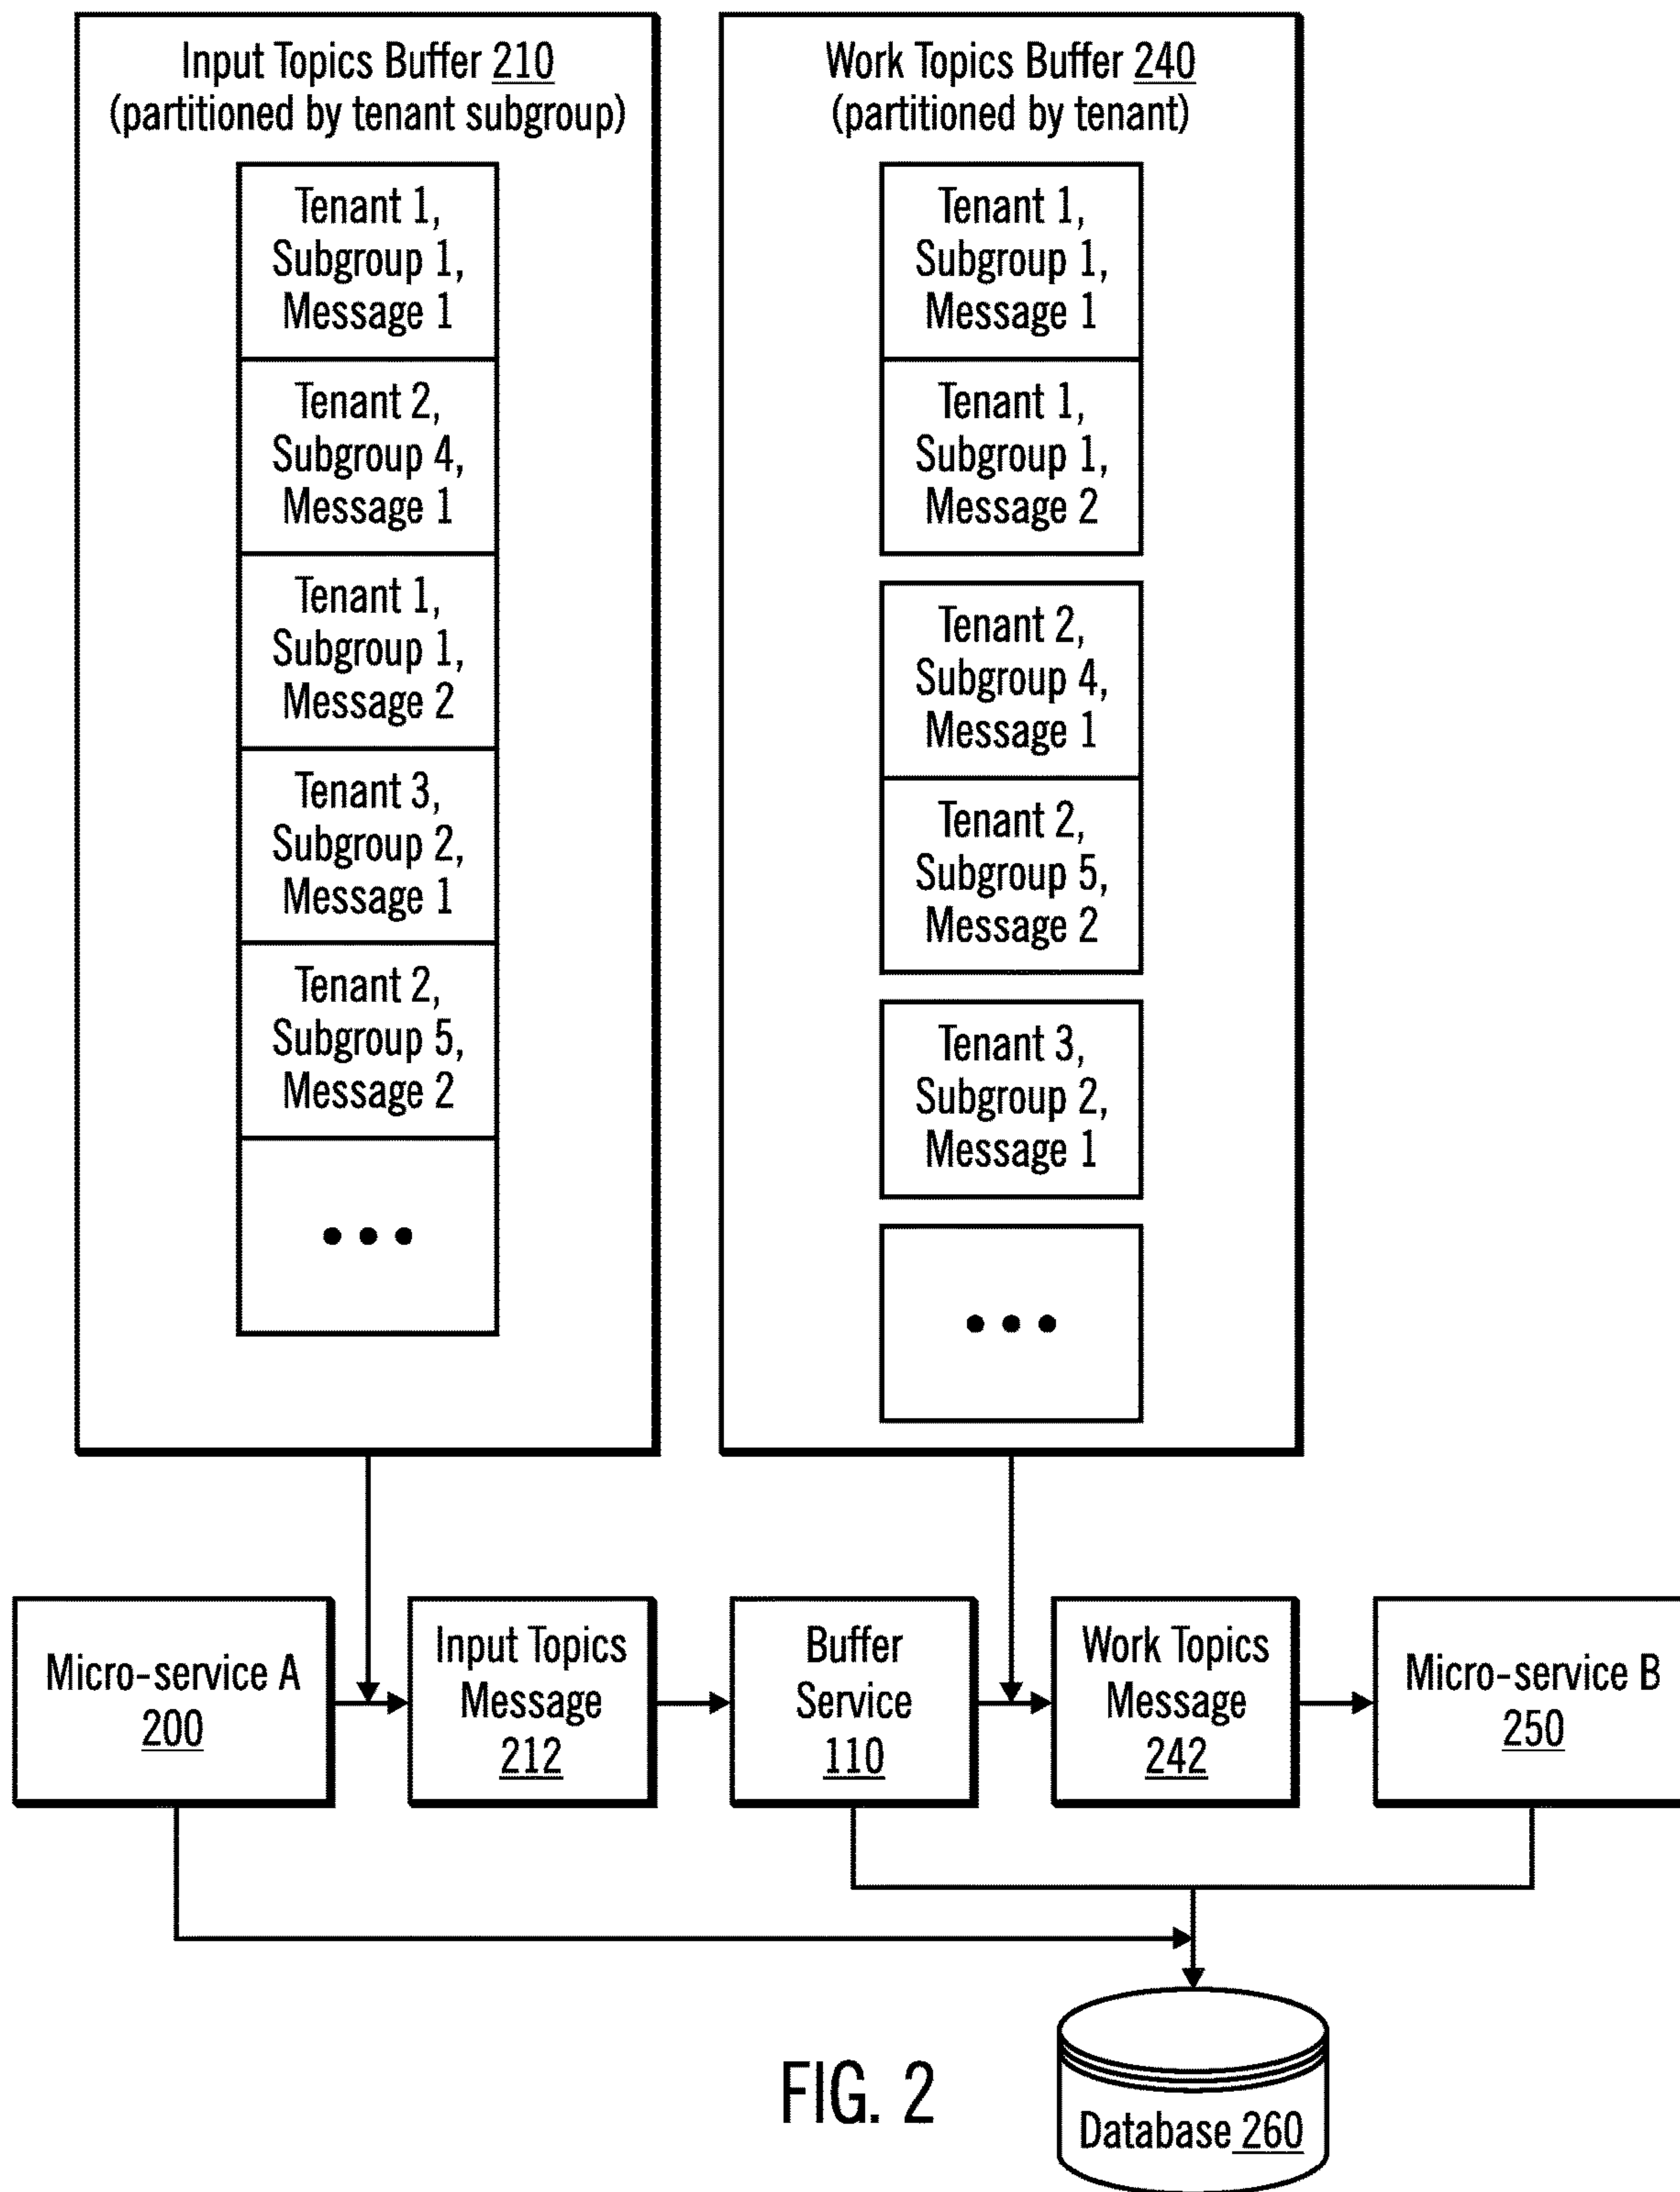 Input Topics Buffer 210
(partitioned by tenant subgroup)
Tenant 1,
Subgroup 1,
Message 1
Tenant 2,
Subgroup 4,
Message 1
Tenant 1,
Subgroup 1,
Message 2
Tenant 3,
Subgroup 2,
Message 1
Tenant 2,
Subgroup 5,
Message 2
•••
Work Topics Buffer 240
(partitioned by tenant)
Tenant 1,
Subgroup 1,
Message 1
Tenant 1,
Subgroup 1,
Message 2
Tenant 2,
Subgroup 4,
Message 1
Tenant 2,
Subgroup 5,
Message 2
Tenant 3,
Subgroup 2,
Message 1
•••
Micro-service A
200
Input Topics
Message
212
Buffer
Service
110
Work Topics
Message
242
Micro-service B
250
Database 260
FIG. 2